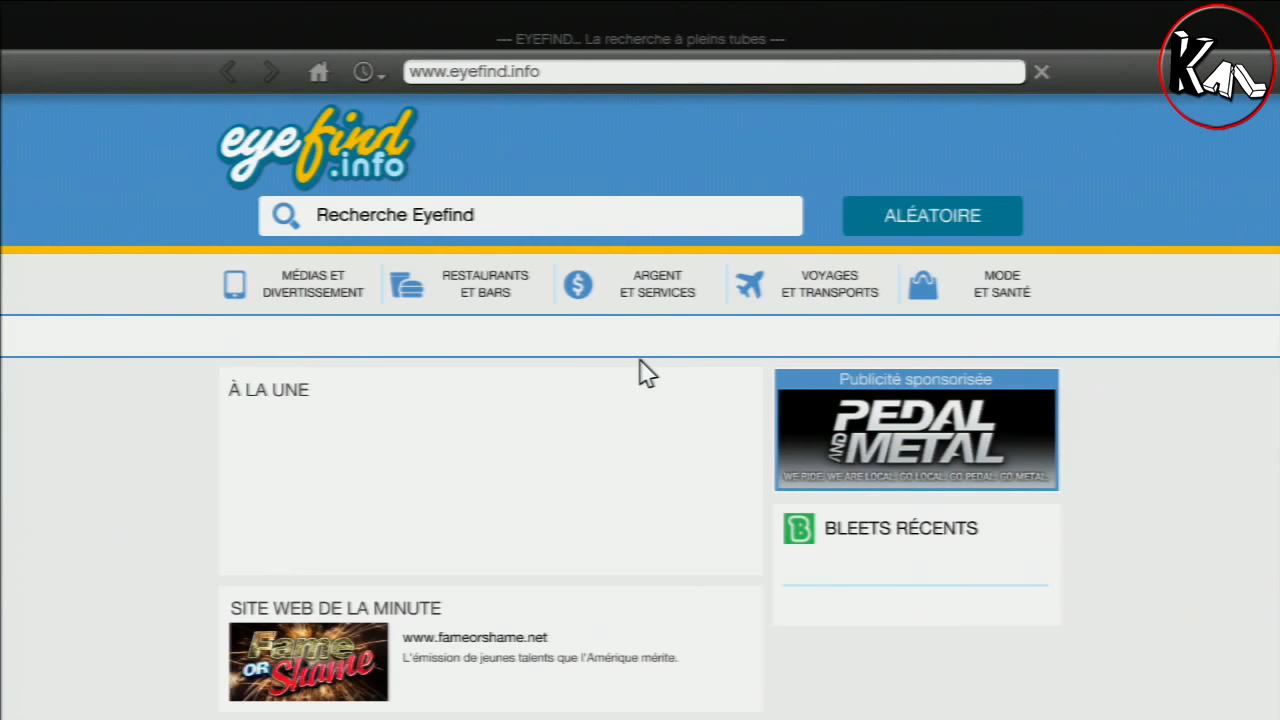 --- EYEFIND... La recherche à pleins tubes ---
www.eyefind.info
KAL
eyefind
.info
Recherche Eyefind
ALÉATOIRE
MÉDIAS ET
DIVERTISSEMENT
RESTAURANTS
ET BARS
ARGENT
ET SERVICES
VOYAGES
ET TRANSPORTS
MODE
ET SANTÉ
À LA UNE
Publicité sponsorisée
PEDAL
AND METAL
WE RIDE. WE ARE LOCAL. GO LOCAL. GO PEDAL. GO METAL.
B BLEETS RÉCENTS
SITE WEB DE LA MINUTE
Fame
OR Shame
www.fameorshame.net
L'émission de jeunes talents que l'Amérique mérite.